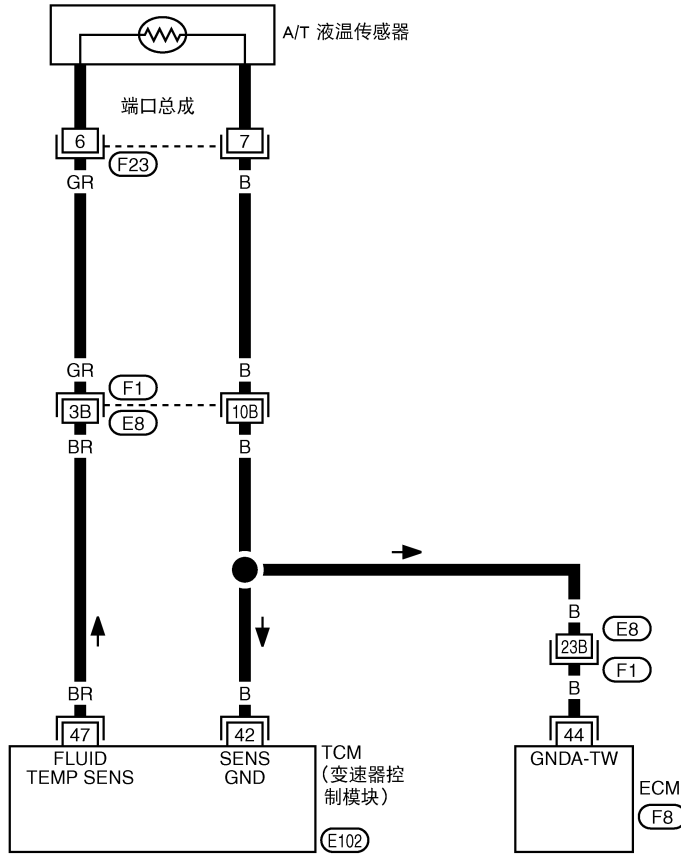 A/T 液温传感器
端口总成
6
7
F23
GR
B
GR
B
F1
3B
10B
E8
BR
B
B
E8
23B
F1
BR
B
B
47
42
44
FLUID
TEMP SENS
SENS
GND
TCM
(变速器控
制模块)
E102
GNDA-TW
ECM
F8